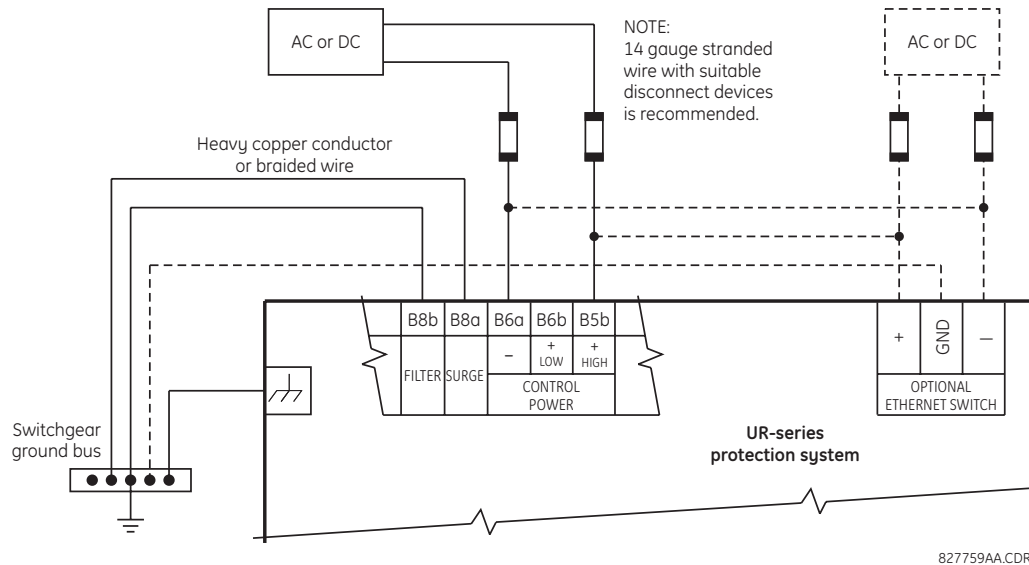 AC or DC
NOTE:
14 gauge stranded
wire with suitable
disconnect devices
is recommended.
AC or DC
Heavy copper conductor
or braided wire
B8b B8a B6a B6b B5b
FILTER SURGE – + LOW + HIGH
CONTROL
POWER
+ GND —
OPTIONAL
ETHERNET SWITCH
Switchgear
ground bus
UR-series
protection system
827759AA.CDR